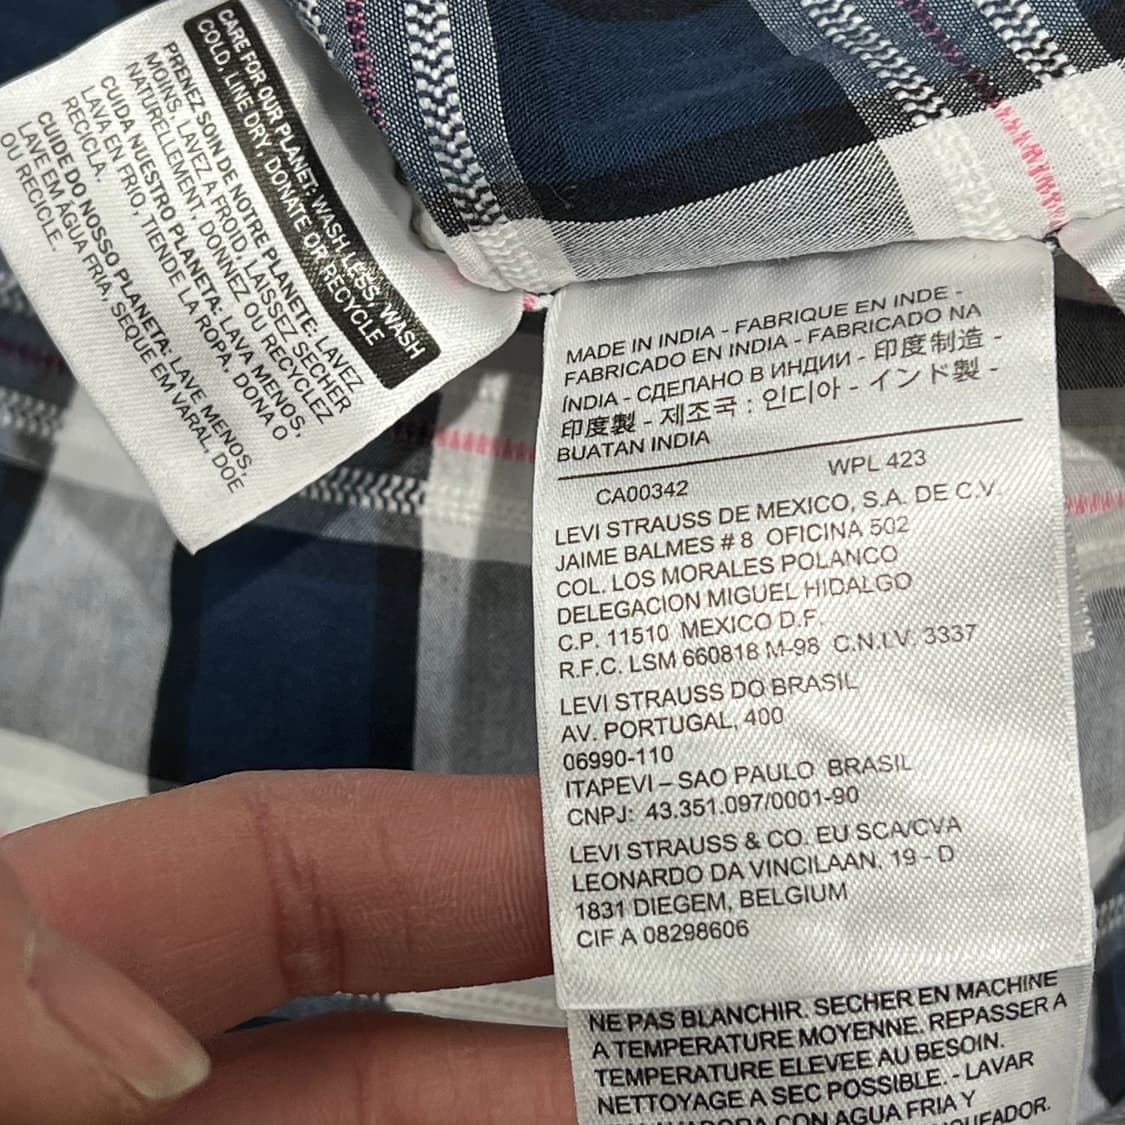 CARE FOR OUR PLANET: WASH LESS, WASH
COLD, LINE DRY, DONATE OR RECYCLE
PRENEZ SOIN DE NOTRE PLANÈTE: LAVEZ
MOINS, LAVEZ A FROID, LAISSEZ SECHER
NATURELLEMENT, DONNEZ OU RECYCLEZ
CUIDA NUESTRO PLANETA: LAVA MENOS,
LAVA EN FRIO, TIENDE LA ROPA, DONA O
RECICLA.
CUIDE DO NOSSO PLANETA: LAVE MENOS,
LAVE EM ÁGUA FRIA, SEQUE EM VARAL, DOE
OU RECICLE.
MADE IN INDIA - FABRIQUE EN INDE -
FABRICADO EN INDIA - FABRICADO NA
ÍNDIA - СДЕЛАНО В ИНДИИ - 印度制造 -
印度製 - 제조국 : 인디아 - インド製 -
BUATAN INDIA
CA00342 WPL 423
LEVI STRAUSS DE MEXICO, S.A. DE C.V.
JAIME BALMES # 8 OFICINA 502
COL. LOS MORALES POLANCO
DELEGACION MIGUEL HIDALGO
C.P. 11510 MEXICO D.F.
R.F.C. LSM 660818 M-98 C.N.I.V. 3337
LEVI STRAUSS DO BRASIL
AV. PORTUGAL, 400
06990-110
ITAPEVI – SAO PAULO BRASIL
CNPJ: 43.351.097/0001-90
LEVI STRAUSS & CO. EU SCA/CVA
LEONARDO DA VINCILAAN, 19 - D
1831 DIEGEM, BELGIUM
CIF A 08298606
NE PAS BLANCHIR. SECHER EN MACHINE
A TEMPERATURE MOYENNE. REPASSER A
TEMPERATURE ELEVEE AU BESOIN.
NETTOYAGE A SEC POSSIBLE. - LAVAR
CON AGUA FRIA Y